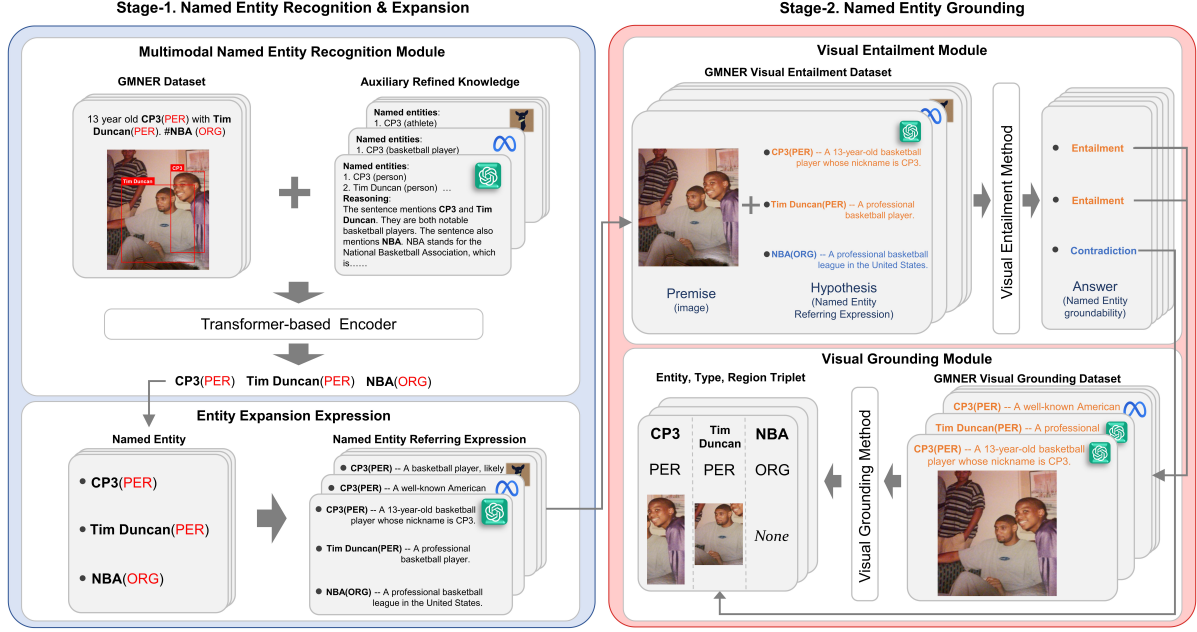 Stage-1. Named Entity Recognition & Expansion
Multimodal Named Entity Recognition Module
GMNER Dataset
13 year old CP3(PER) with Tim
Duncan(PER). #NBA (ORG)
CP3
Tim Duncan
Auxiliary Refined Knowledge
Named entities:
1. CP3 (athlete)
Named entities:
1. CP3 (basketball player)
Named entities:
1. CP3 (person)
2. Tim Duncan (person) ...
Reasoning:
The sentence mentions CP3 and Tim
Duncan. They are both notable
basketball players. The sentence also
mentions NBA. NBA stands for the
National Basketball Association, which
is……
Transformer-based Encoder
CP3(PER) Tim Duncan(PER) NBA(ORG)
Entity Expansion Expression
Named Entity
CP3(PER)
Tim Duncan(PER)
NBA(ORG)
Named Entity Referring Expression
CP3(PER) -- A basketball player, likely
CP3(PER) -- A well-known American
CP3(PER) -- A 13-year-old basketball
player whose nickname is CP3.
Tim Duncan(PER) -- A professional
basketball player.
NBA(ORG) -- A professional basketball
league in the United States.
Stage-2. Named Entity Grounding
Visual Entailment Module
GMNER Visual Entailment Dataset
CP3(PER) -- A 13-year-old basketball
player whose nickname is CP3.
Tim Duncan(PER) -- A professional
basketball player.
NBA(ORG) -- A professional basketball
league in the United States.
Premise
(image)
Hypothesis
(Named Entity
Referring Expression)
Visual Entailment Method
Entailment
Entailment
Contradiction
Answer
(Named Entity
groundability)
Visual Grounding Module
Entity, Type, Region Triplet
CP3
PER
Tim
Duncan
PER
NBA
ORG
None
Visual Grounding Method
GMNER Visual Grounding Dataset
CP3(PER) -- A well-known American
Tim Duncan(PER) -- A professional
CP3(PER) -- A 13-year-old basketball
player whose nickname is CP3.